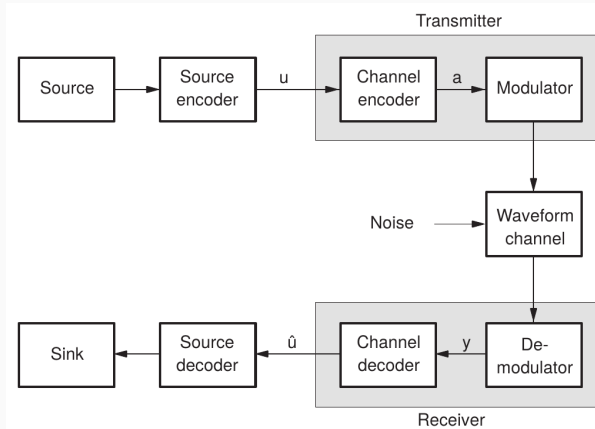 Transmitter
Source
Source
encoder
u
Channel
encoder
a
Modulator
Noise
Waveform
channel
Sink
Source
decoder
û
Channel
decoder
y
De-
modulator
Receiver